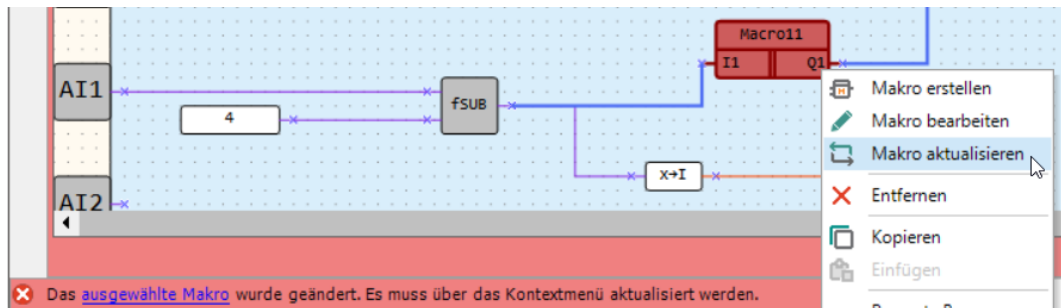 Macro11
I1 Q1
AI1
4
fSUB
x→I
AI2
Makro erstellen
Makro bearbeiten
Makro aktualisieren
Entfernen
Kopieren
Einfügen
Das ausgewählte Makro wurde geändert. Es muss über das Kontextmenü aktualisiert werden.